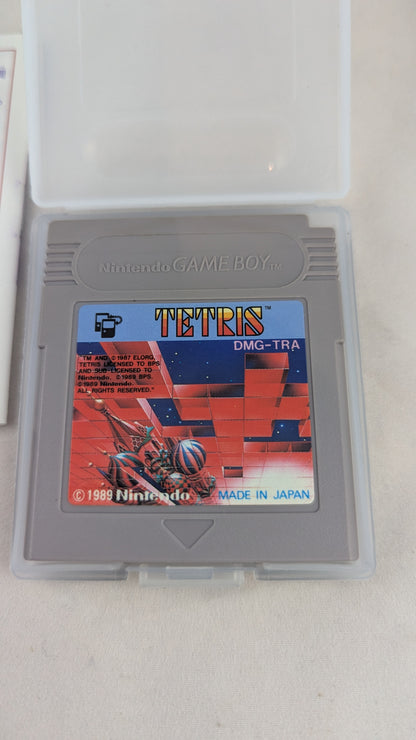 Nintendo GAME BOY TM
TETRIS TM
DMG-TRA
"TM AND ©1987 ELORG,
TETRIS LICENSED TO BPS
AND SUB-LICENSED TO
Nintendo. ©1989 BPS.
©1989 Nintendo.
ALL RIGHTS RESERVED."
©1989 Nintendo
MADE IN JAPAN